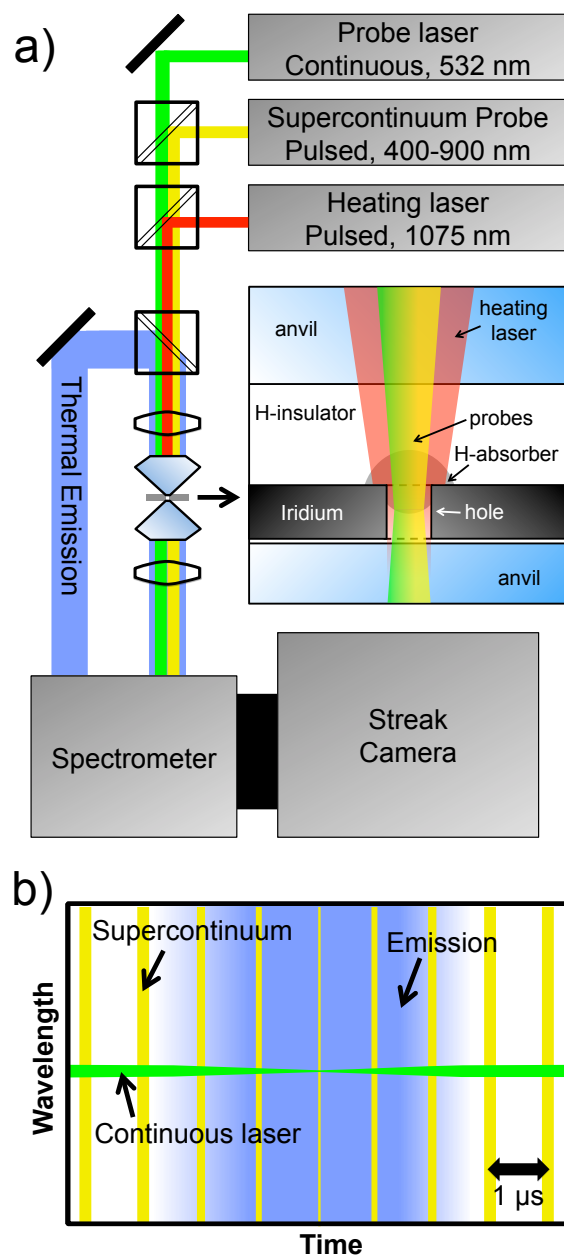 a)
Probe laser
Continuous, 532 nm
Supercontinuum Probe
Pulsed, 400-900 nm
Heating laser
Pulsed, 1075 nm
anvil
heating
laser
H-insulator
probes
H-absorber
Iridium
hole
anvil
Thermal Emission
Spectrometer
Streak
Camera
b)
Supercontinuum
Emission
Continuous laser
1 µs
Wavelength
Time